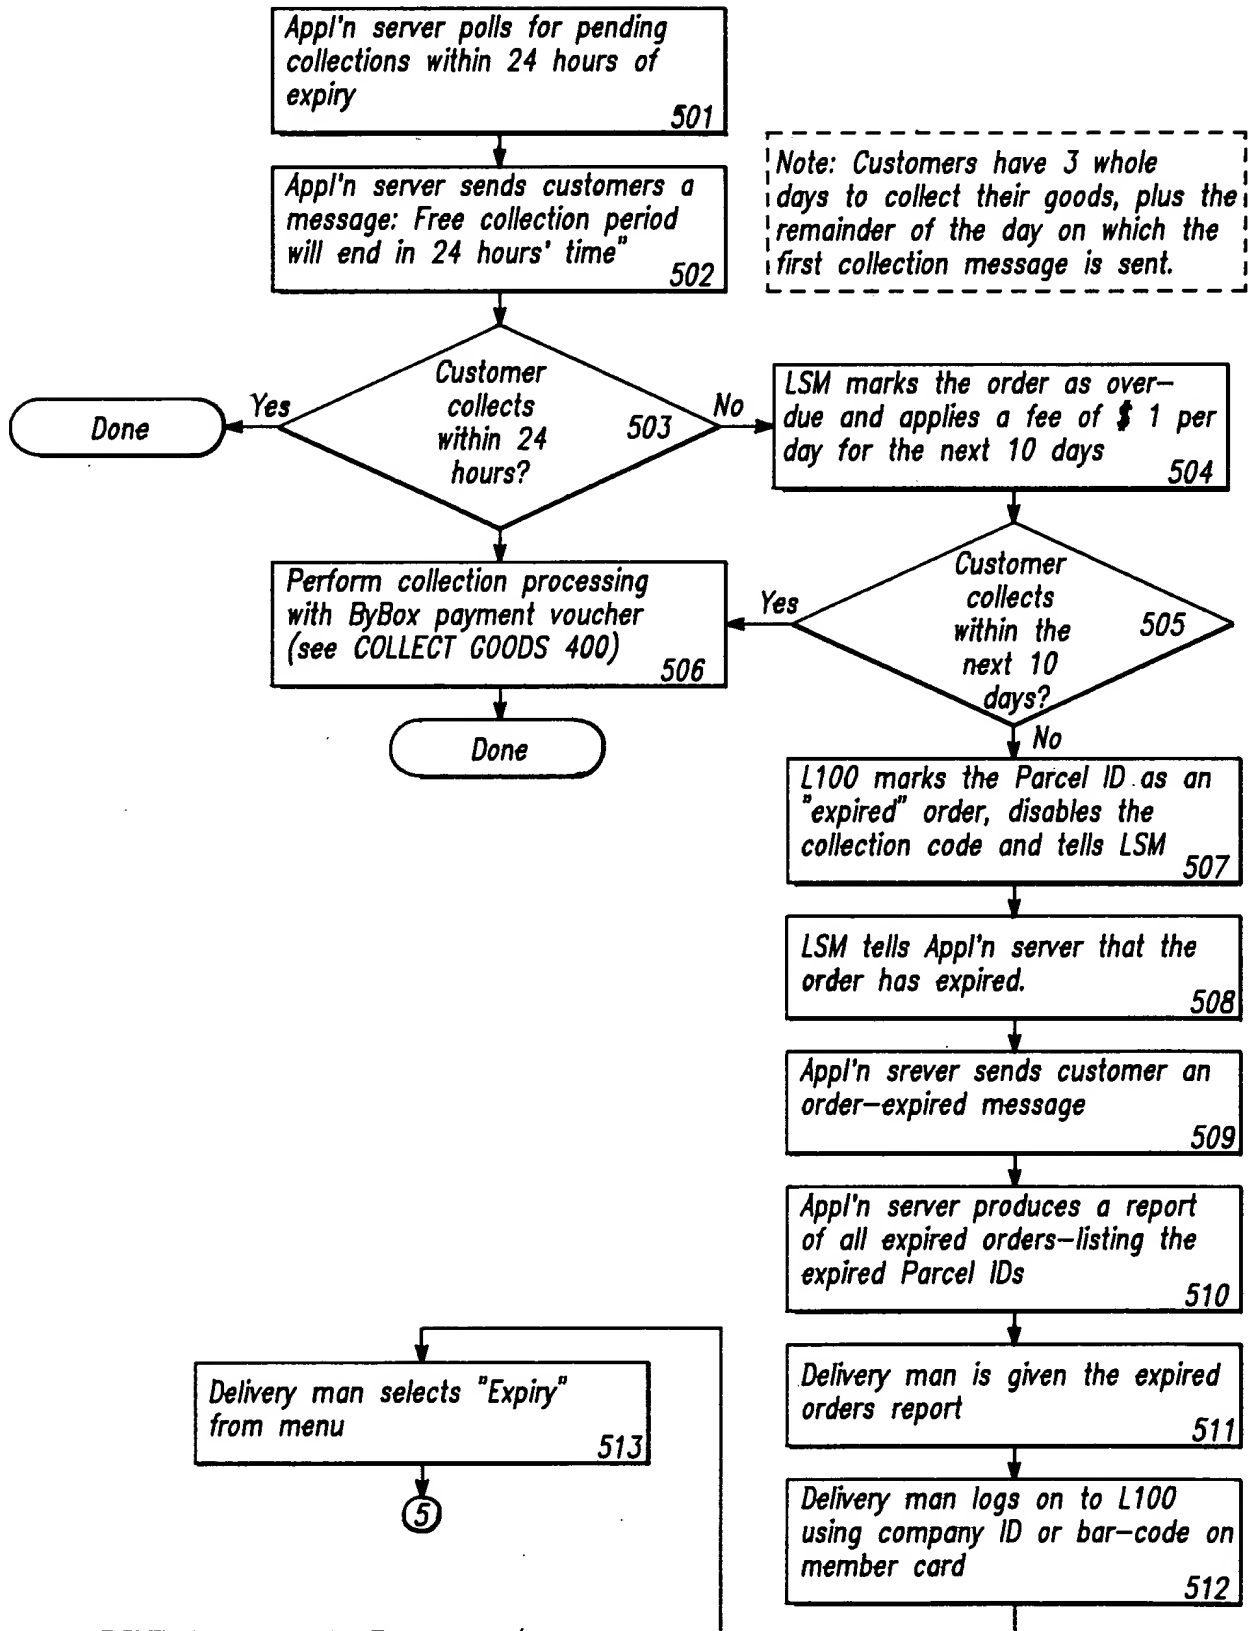 Appl'n server polls for pending
collections within 24 hours of
expiry
501
Appl'n server sends customers a
message: Free collection period
will end in 24 hours' time"
502
Note: Customers have 3 whole
days to collect their goods, plus the
remainder of the day on which the
first collection message is sent.
Customer
collects
within 24
hours?
503
Yes
Done
No
LSM marks the order as over-
due and applies a fee of $ 1 per
day for the next 10 days
504
Customer
collects
within the
next 10
days?
505
Yes
Perform collection processing
with ByBox payment voucher
(see COLLECT GOODS 400)
506
Done
No
L100 marks the Parcel ID as an
"expired" order, disables the
collection code and tells LSM
507
LSM tells Appl'n server that the
order has expired.
508
Appl'n srever sends customer an
order-expired message
509
Appl'n server produces a report
of all expired orders-listing the
expired Parcel IDs
510
Delivery man is given the expired
orders report
511
Delivery man logs on to L100
using company ID or bar-code on
member card
512
Delivery man selects "Expiry"
from menu
513
5